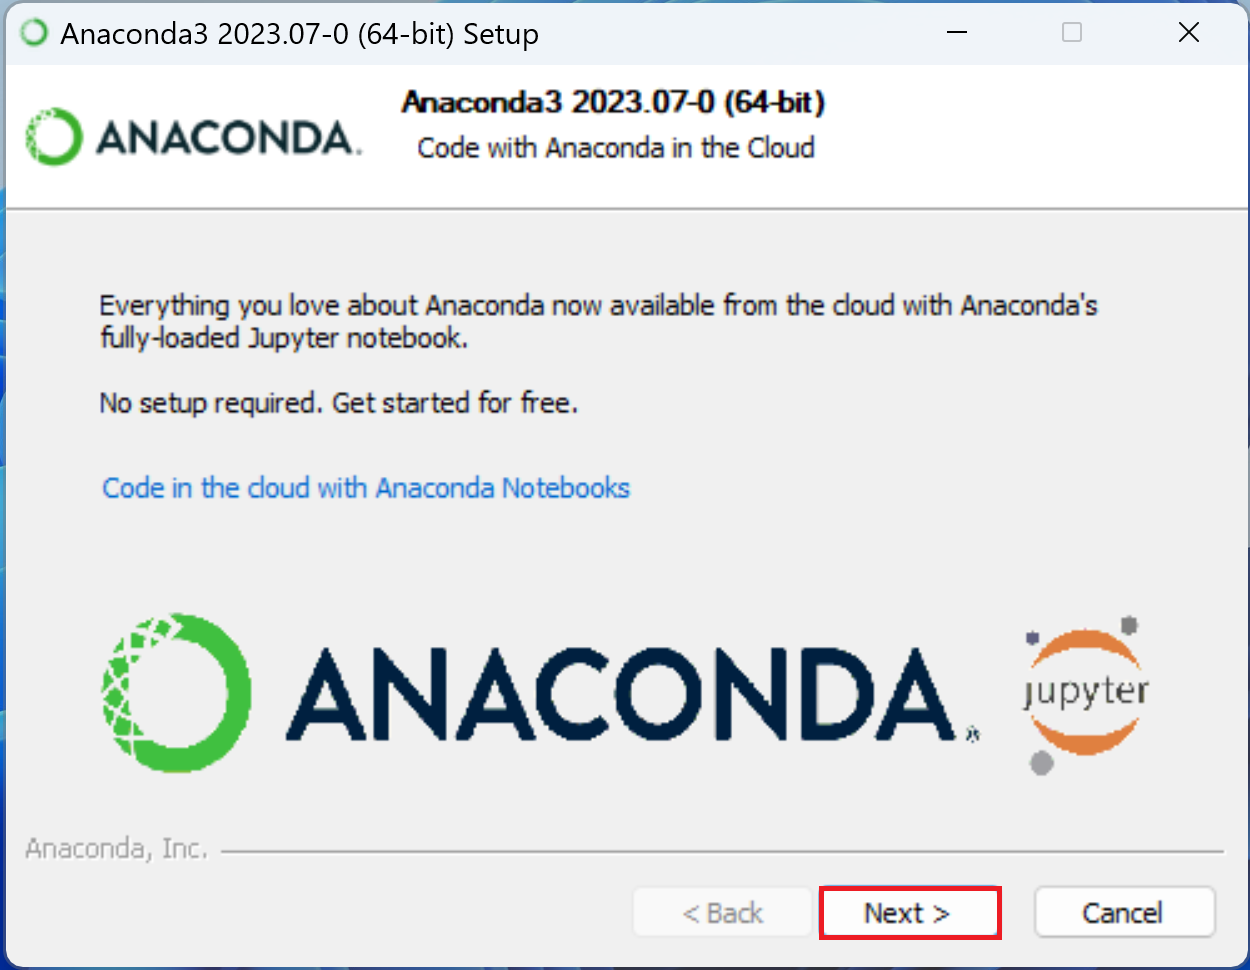 Anaconda3 2023.07-0 (64-bit) Setup
ANACONDA.
Anaconda3 2023.07-0 (64-bit)
Code with Anaconda in the Cloud
Everything you love about Anaconda now available from the cloud with Anaconda's
fully-loaded Jupyter notebook.
No setup required. Get started for free.
Code in the cloud with Anaconda Notebooks
ANACONDA.
jupyter
Anaconda, Inc.
< Back
Next >
Cancel